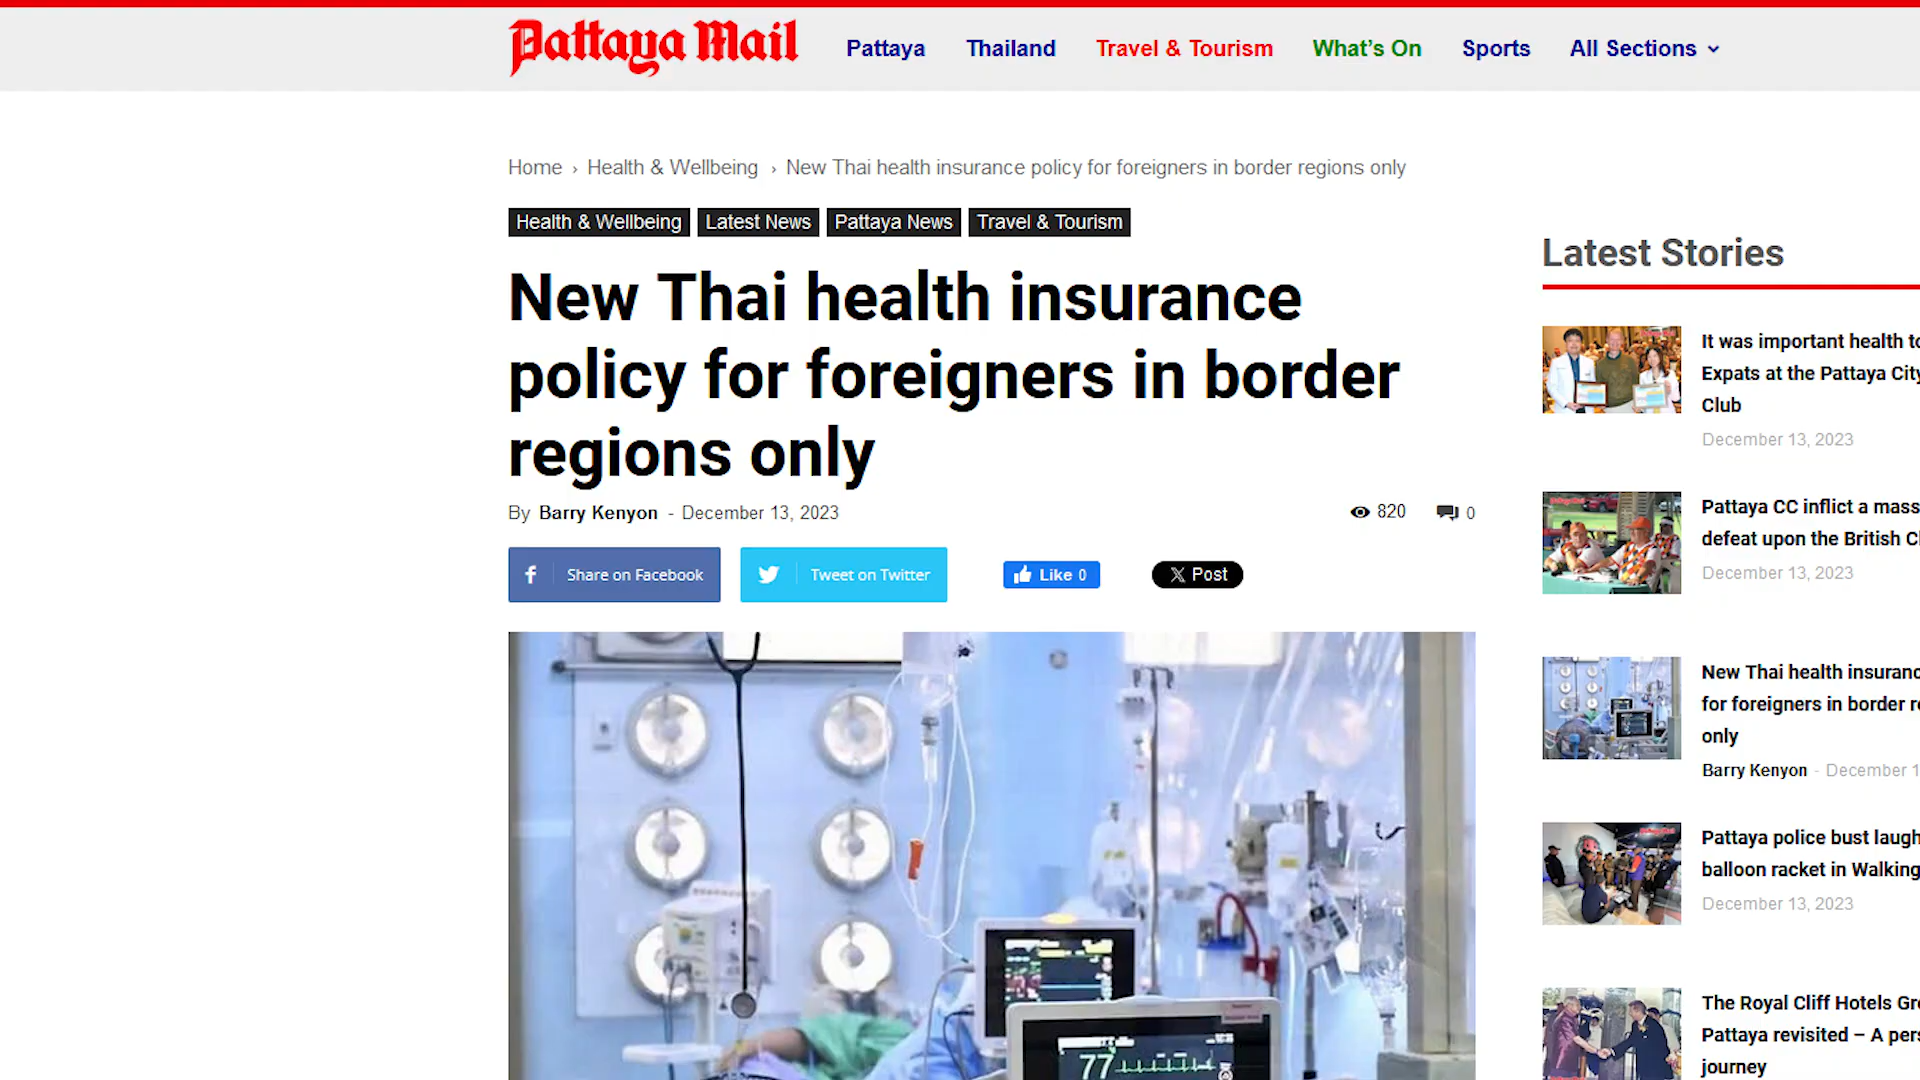 Pattaya Mail
Pattaya
Thailand
Travel & Tourism
What's On
Sports
All Sections
Home › Health & Wellbeing › New Thai health insurance policy for foreigners in border regions only
Health & Wellbeing
Latest News
Pattaya News
Travel & Tourism
New Thai health insurance
policy for foreigners in border
regions only
By Barry Kenyon - December 13, 2023
820
0
f Share on Facebook
Tweet on Twitter
Like 0
X Post
77
Latest Stories
It was important health to
Expats at the Pattaya City
Club
December 13, 2023
Pattaya CC inflict a mass
defeat upon the British C
December 13, 2023
New Thai health insuranc
for foreigners in border r
only
Barry Kenyon - December 1
Pattaya police bust laugh
balloon racket in Walking
December 13, 2023
The Royal Cliff Hotels Gr
Pattaya revisited – A pers
journey